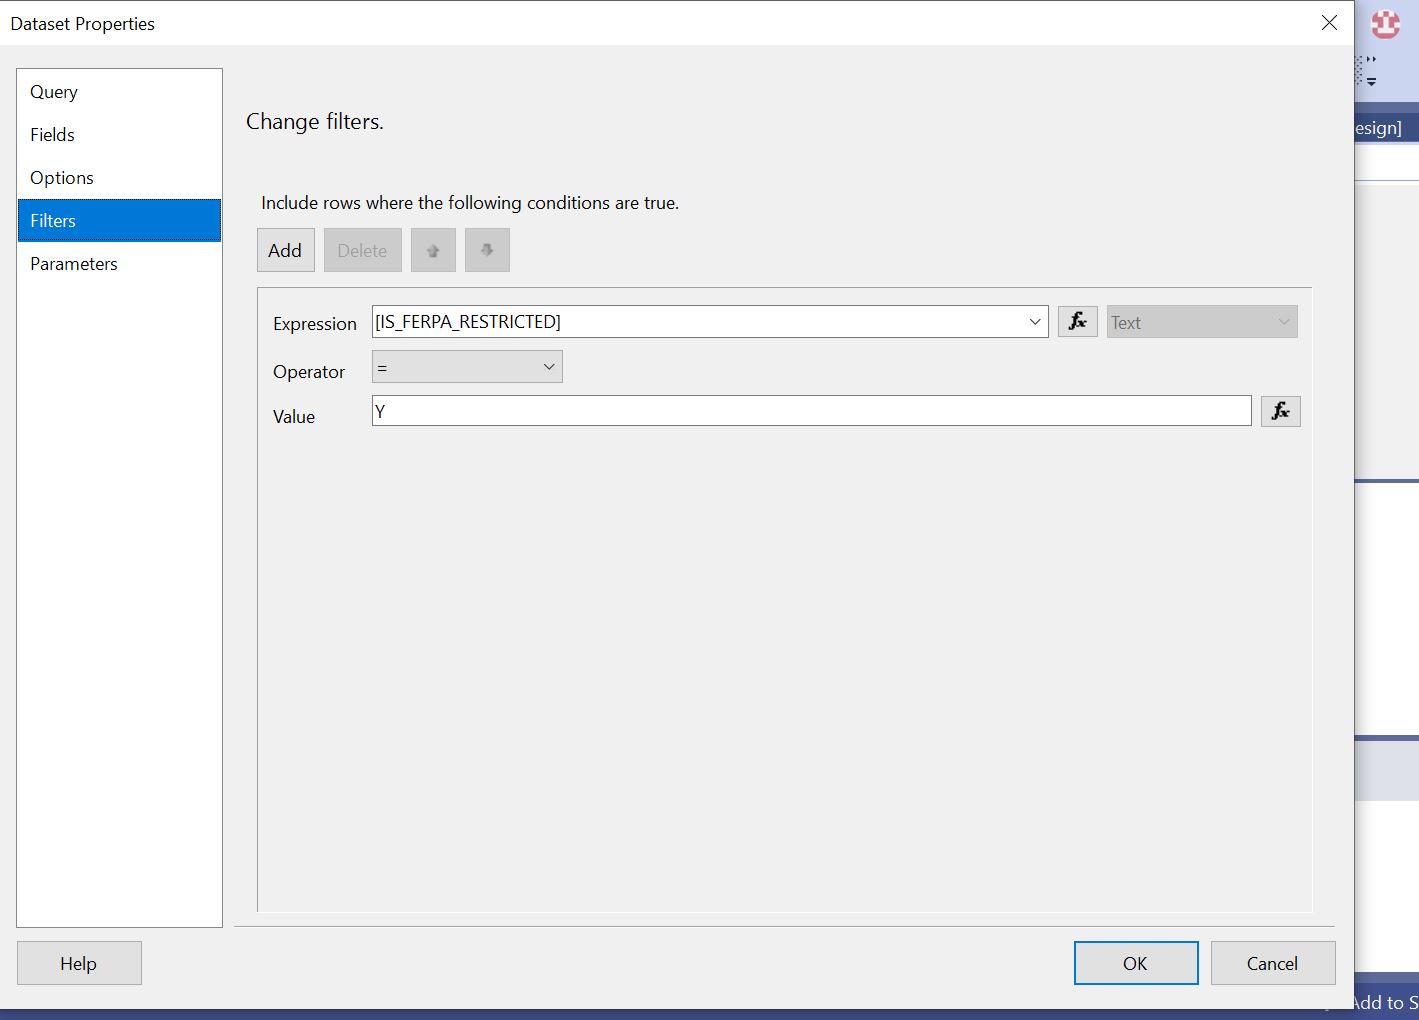 Dataset Properties
esign]
Query
Fields
Options
Filters
Parameters
Change filters.
Include rows where the following conditions are true.
Add
Delete
Expression
[IS_FERPA_RESTRICTED]
fx
Text
Operator
=
Value
Y
fx
Help
OK
Cancel
Add to S